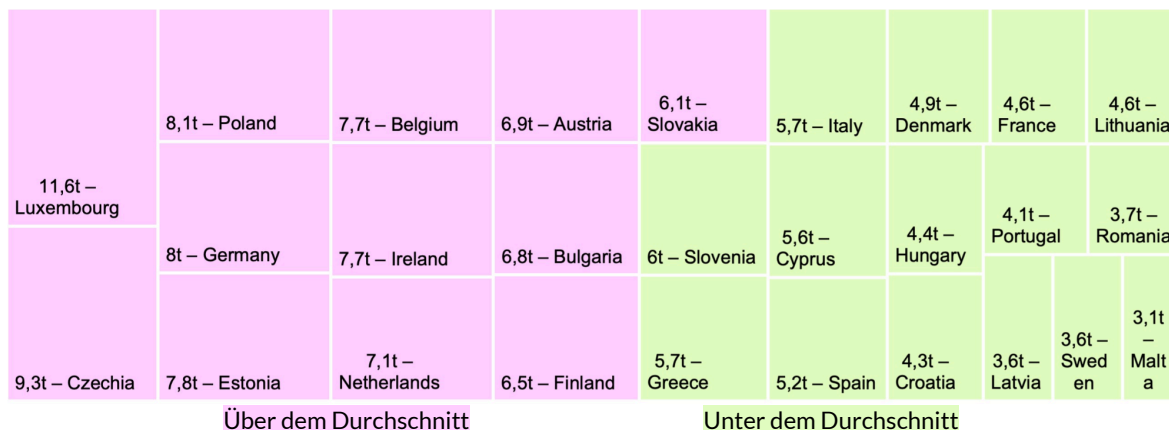 11,6t –
Luxembourg
9,3t – Czechia
8,1t – Poland
8t – Germany
7,8t – Estonia
7,7t – Belgium
7,7t – Ireland
7,1t –
Netherlands
6,9t – Austria
6,8t – Bulgaria
6,5t – Finland
6,1t –
Slovakia
6t – Slovenia
5,7t –
Greece
5,7t – Italy
5,6t –
Cyprus
5,2t – Spain
4,9t –
Denmark
4,4t –
Hungary
4,3t –
Croatia
4,6t –
France
4,6t –
Lithuania
4,1t –
Portugal
3,7t –
Romania
3,6t –
Latvia
3,6t –
Swed
en
3,1t
–
Malt
a
Über dem Durchschnitt
Unter dem Durchschnitt